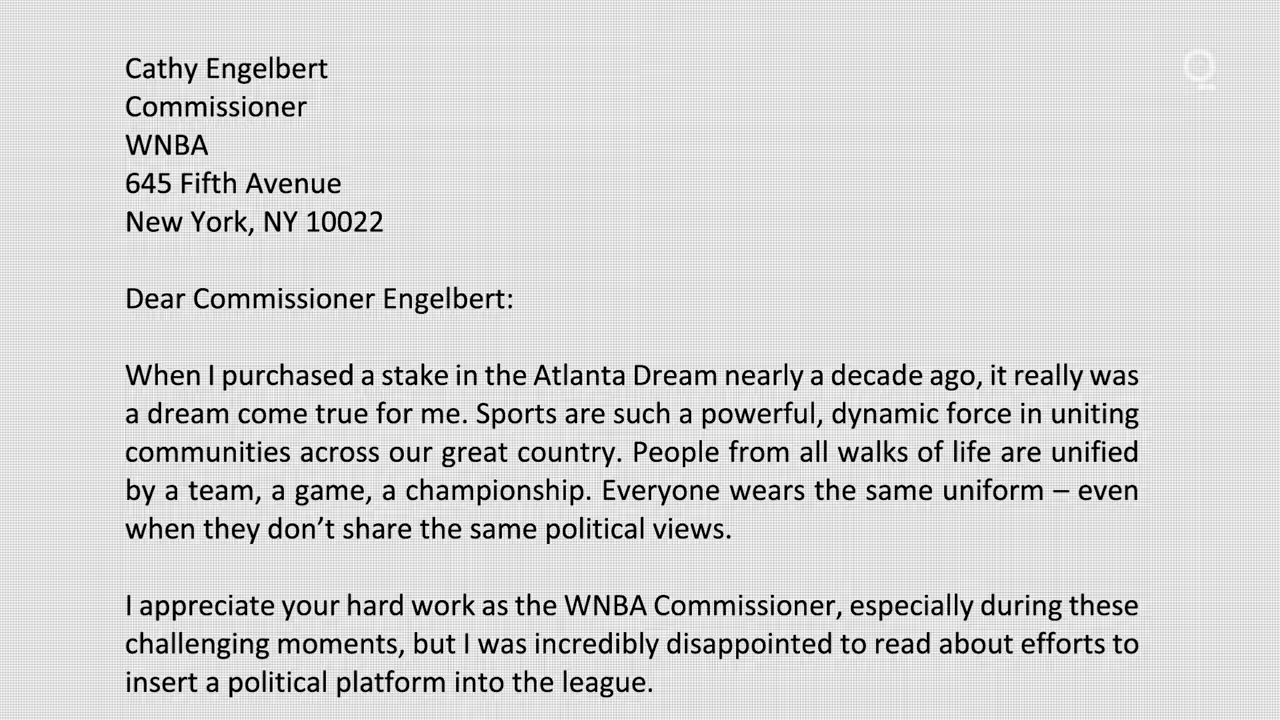 Cathy Engelbert
Commissioner
WNBA
645 Fifth Avenue
New York, NY 10022
Dear Commissioner Engelbert:
When I purchased a stake in the Atlanta Dream nearly a decade ago, it really was
a dream come true for me. Sports are such a powerful, dynamic force in uniting
communities across our great country. People from all walks of life are unified
by a team, a game, a championship. Everyone wears the same uniform – even
when they don’t share the same political views.
I appreciate your hard work as the WNBA Commissioner, especially during these
challenging moments, but I was incredibly disappointed to read about efforts to
insert a political platform into the league.